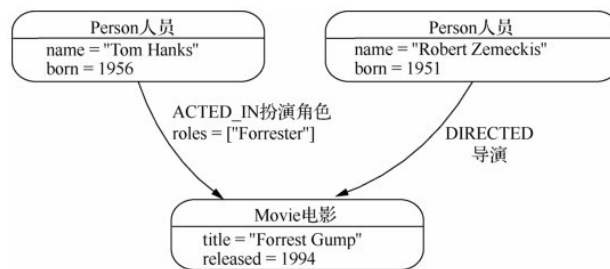 Person人员
name = "Tom Hanks"
born = 1956
Person人员
name = "Robert Zemeckis"
born = 1951
ACTED_IN扮演角色
roles = ["Forrester"]
DIRECTED
导演
Movie电影
title = "Forrest Gump"
released = 1994